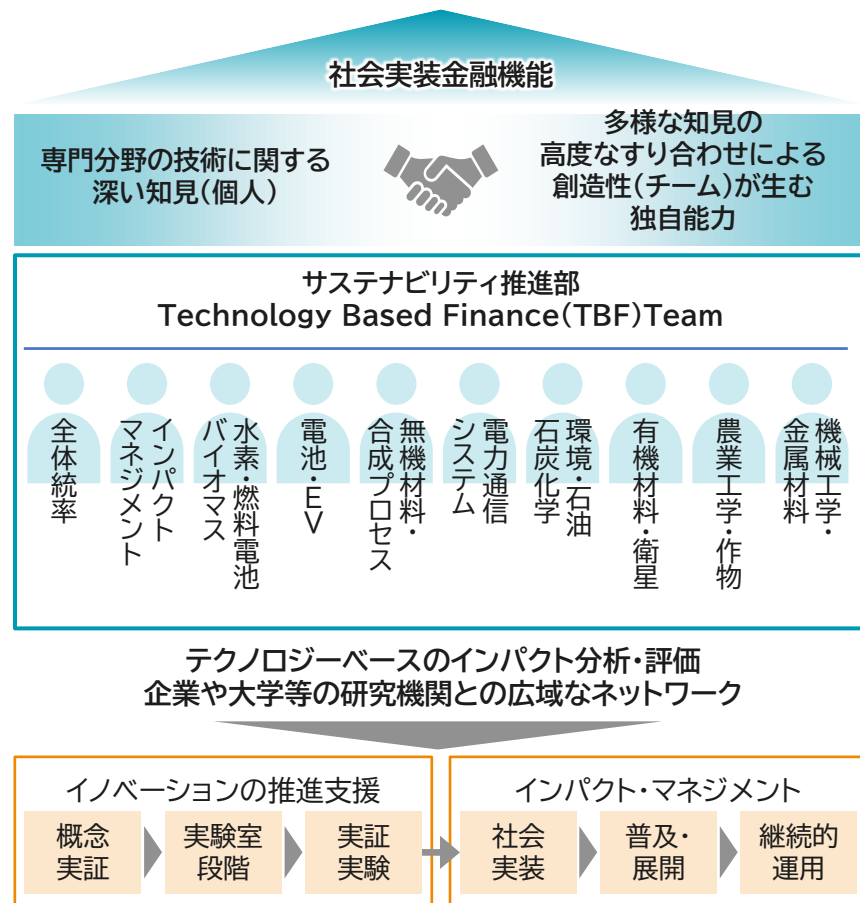 社会実装金融機能
専門分野の技術に関する
深い知見(個人)
多様な知見の
高度なすり合わせによる
創造性(チーム)が生む
独自能力
サステナビリティ推進部
Technology Based Finance(TBF)Team
全体統率
インパクト
マネジメント
水素・燃料電池
バイオマス
電池・EV
無機材料・
合成プロセス
電力通信
システム
環境・石油
石炭化学
有機材料・衛星
農業工学・作物
機械工学・
金属材料
テクノロジーベースのインパクト分析・評価
企業や大学等の研究機関との広域なネットワーク
イノベーションの推進支援
概念
実証
実験室
段階
実証
実験
インパクト・マネジメント
社会
実装
普及・
展開
継続的
運用